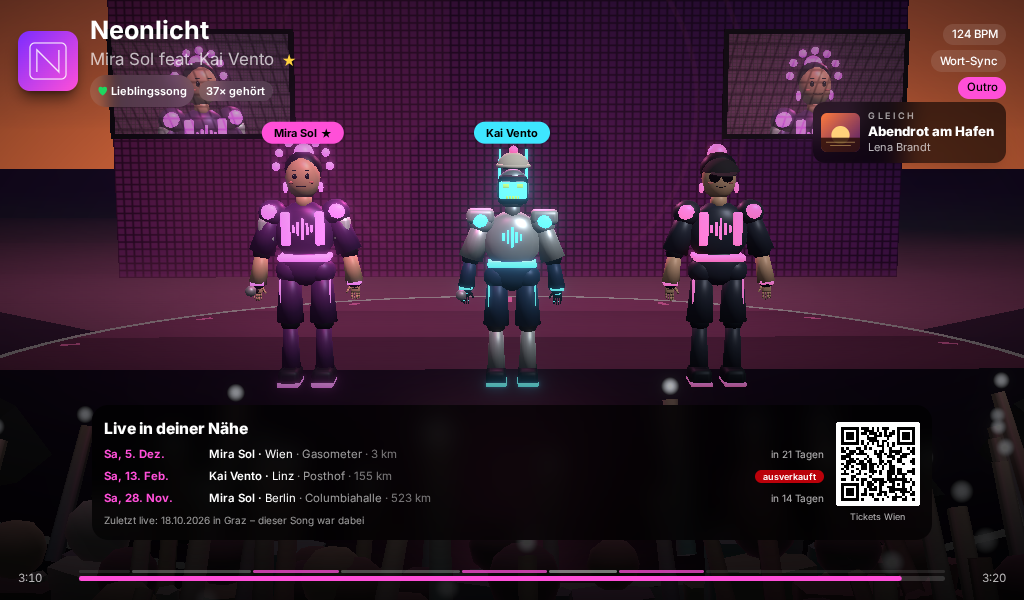 N
Neonlicht
Mira Sol feat. Kai Vento ★
Lieblingssong
37× gehört
124 BPM
Wort-Sync
Outro
GLEICH
Abendrot am Hafen
Lena Brandt
Mira Sol ★
Kai Vento
Live in deiner Nähe
Sa, 5. Dez. Mira Sol · Wien · Gasometer · 3 km in 21 Tagen
Sa, 13. Feb. Kai Vento · Linz · Posthof · 155 km ausverkauft
Sa, 28. Nov. Mira Sol · Berlin · Columbiahalle · 523 km in 14 Tagen
Zuletzt live: 18.10.2026 in Graz – dieser Song war dabei
Tickets Wien
3:10
3:20